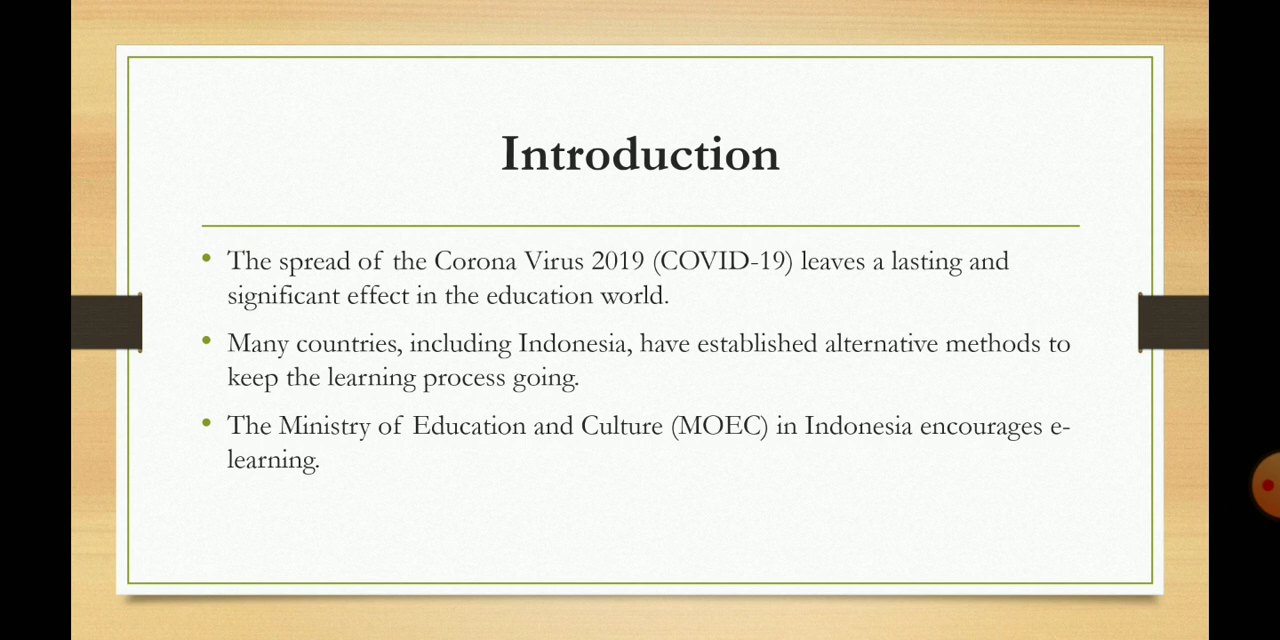 Introduction
• The spread of the Corona Virus 2019 (COVID-19) leaves a lasting and
significant effect in the education world.
• Many countries, including Indonesia, have established alternative methods to
keep the learning process going.
• The Ministry of Education and Culture (MOEC) in Indonesia encourages e-
learning.